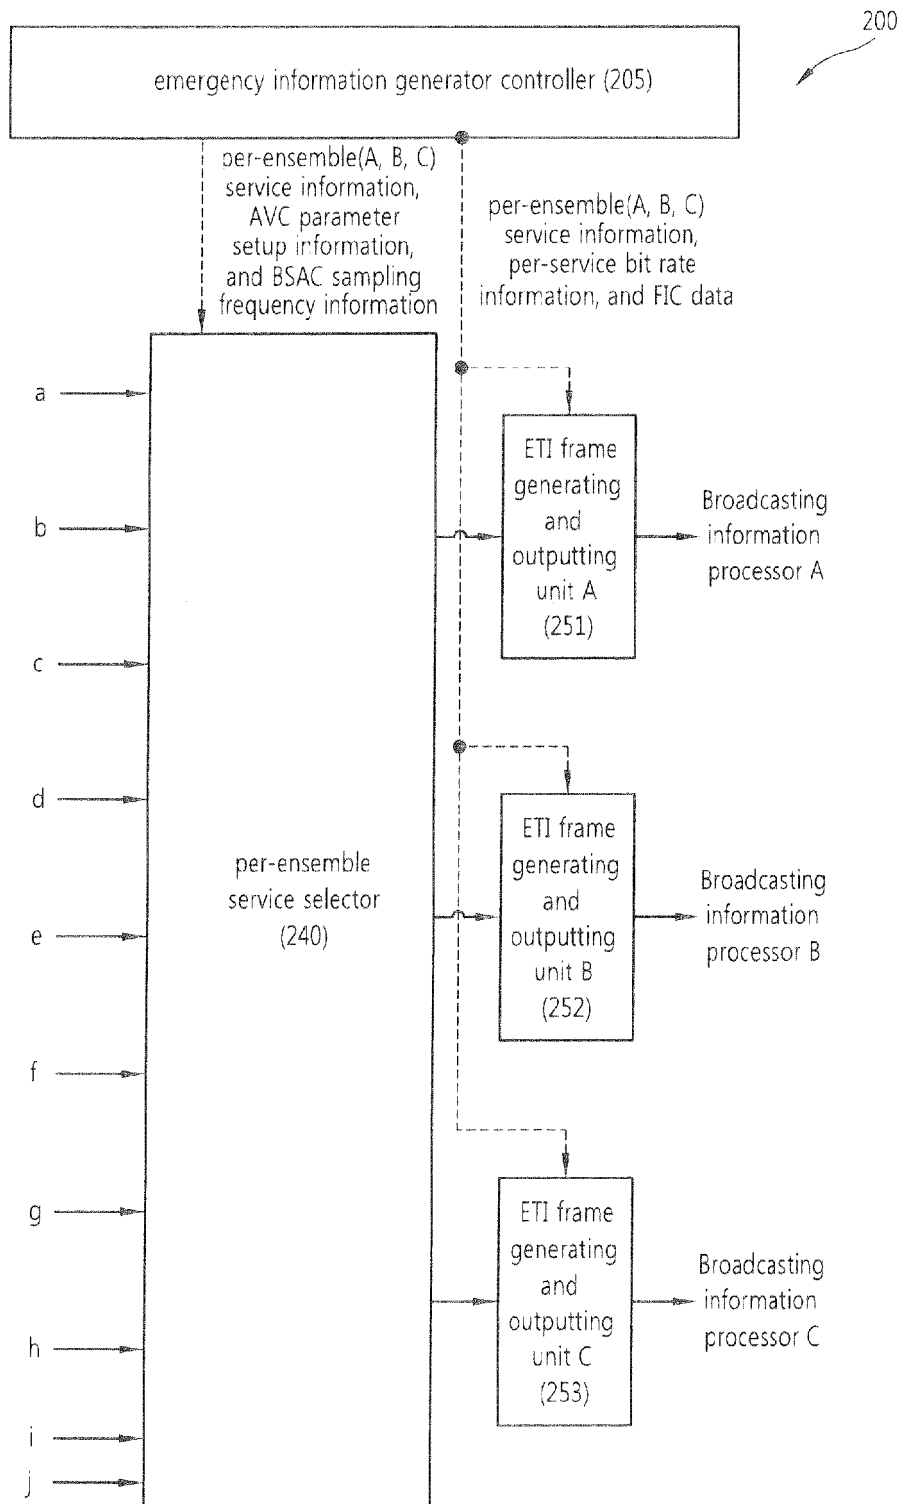 200
emergency information generator controller (205)
per-ensemble(A, B, C)
service information,
AVC parameter
setup information,
and BSAC sampling
frequency information
per-ensemble(A, B, C)
service information,
per-service bit rate
information, and FIC data
a
b
c
d
e
f
g
h
i
j
per-ensemble
service selector
(240)
ETI frame
generating
and
outputting
unit A
(251)
Broadcasting
information
processor A
ETI frame
generating
and
outputting
unit B
(252)
Broadcasting
information
processor B
ETI frame
generating
and
outputting
unit C
(253)
Broadcasting
information
processor C